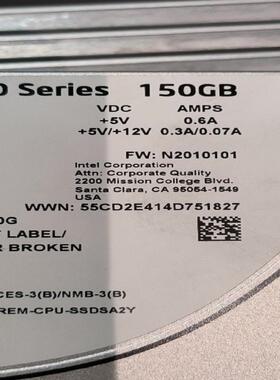 0 Series 150GB
VDC AMPS
+5V 0.6A
+5V/+12V 0.3A/0.07A
FW: N2010101
Intel Corporation
Attn: Corporate Quality
2200 Mission College Blvd.
Santa Clara, CA 95054-1549
USA
WWN: 55CD2E414D751827
0G
LABEL/
R BROKEN
CES-3(B)/NMB-3(B)
REM-CPU-SSDSA2Y